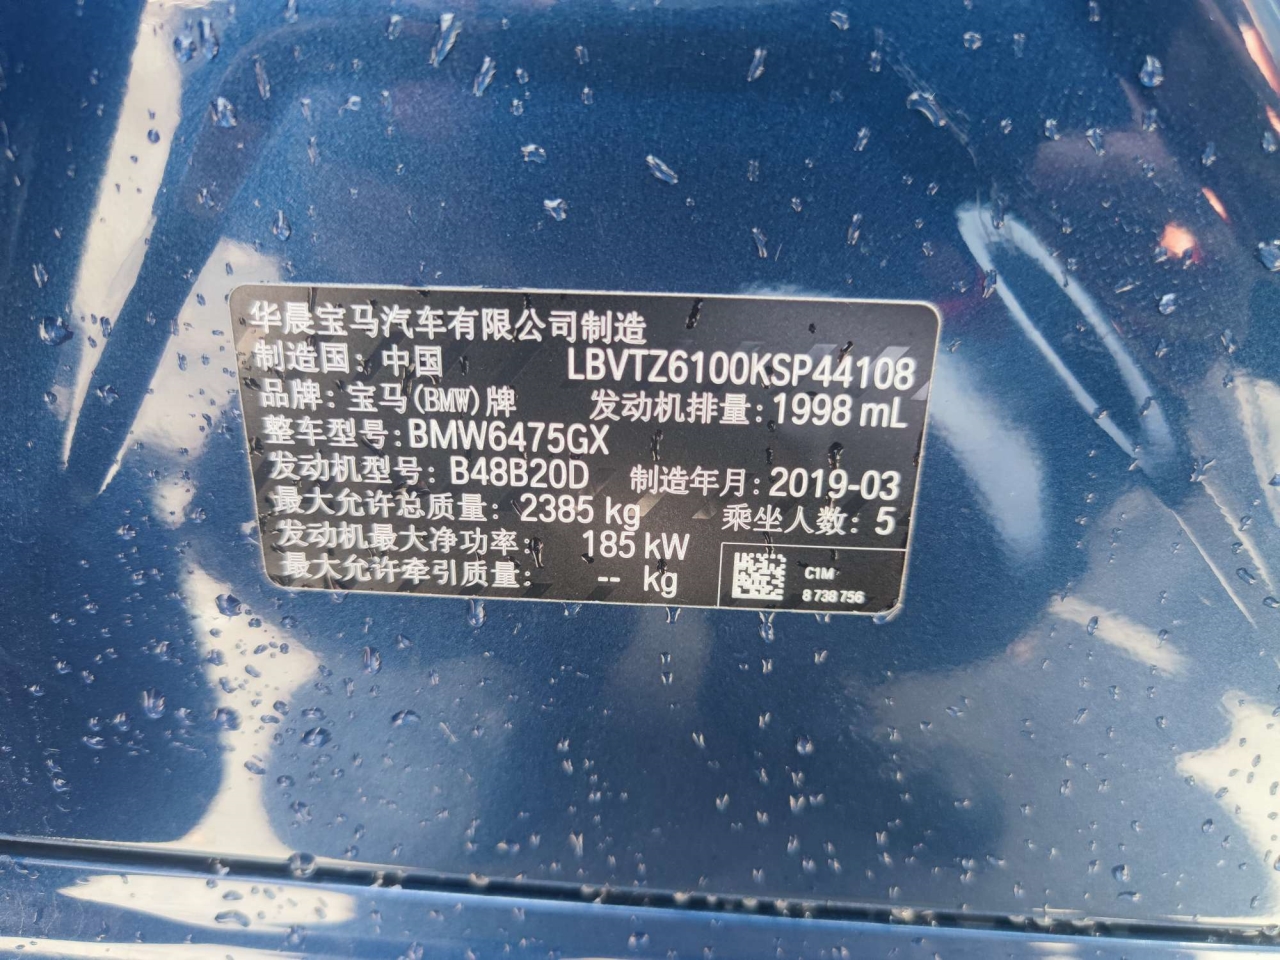 华晨宝马汽车有限公司制造
制造国：中国 LBVTZ6100KSP44108
品牌：宝马(BMW)牌 发动机排量：1998 mL
整车型号：BMW6475GX
发动机型号：B48B20D 制造年月：2019-03
最大允许总质量：2385 kg 乘坐人数：5
发动机最大净功率：185 kW
最大允许牵引质量：-- kg
C1M
8 738 756